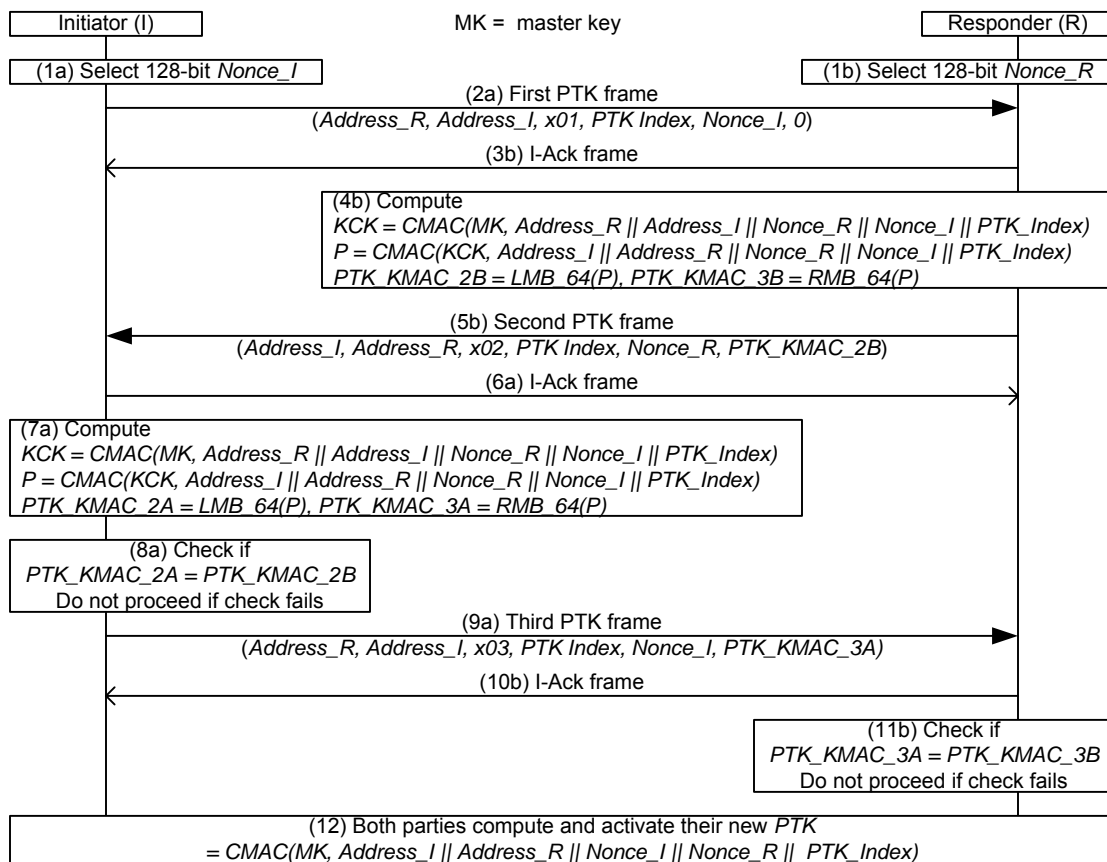 Initiator (I)
MK = master key
Responder (R)
(1a) Select 128-bit Nonce_I
(1b) Select 128-bit Nonce_R
(2a) First PTK frame
(Address_R, Address_I, x01, PTK Index, Nonce_I, 0)
(3b) I-Ack frame
(4b) Compute
KCK = CMAC(MK, Address_R || Address_I || Nonce_R || Nonce_I || PTK_Index)
P = CMAC(KCK, Address_I || Address_R || Nonce_R || Nonce_I || PTK_Index)
PTK_KMAC_2B = LMB_64(P), PTK_KMAC_3B = RMB_64(P)
(5b) Second PTK frame
(Address_I, Address_R, x02, PTK Index, Nonce_R, PTK_KMAC_2B)
(6a) I-Ack frame
(7a) Compute
KCK = CMAC(MK, Address_R || Address_I || Nonce_R || Nonce_I || PTK_Index)
P = CMAC(KCK, Address_I || Address_R || Nonce_R || Nonce_I || PTK_Index)
PTK_KMAC_2A = LMB_64(P), PTK_KMAC_3A = RMB_64(P)
(8a) Check if
PTK_KMAC_2A = PTK_KMAC_2B
Do not proceed if check fails
(9a) Third PTK frame
(Address_R, Address_I, x03, PTK Index, Nonce_I, PTK_KMAC_3A)
(10b) I-Ack frame
(11b) Check if
PTK_KMAC_3A = PTK_KMAC_3B
Do not proceed if check fails
(12) Both parties compute and activate their new PTK
= CMAC(MK, Address_I || Address_R || Nonce_I || Nonce_R || PTK_Index)